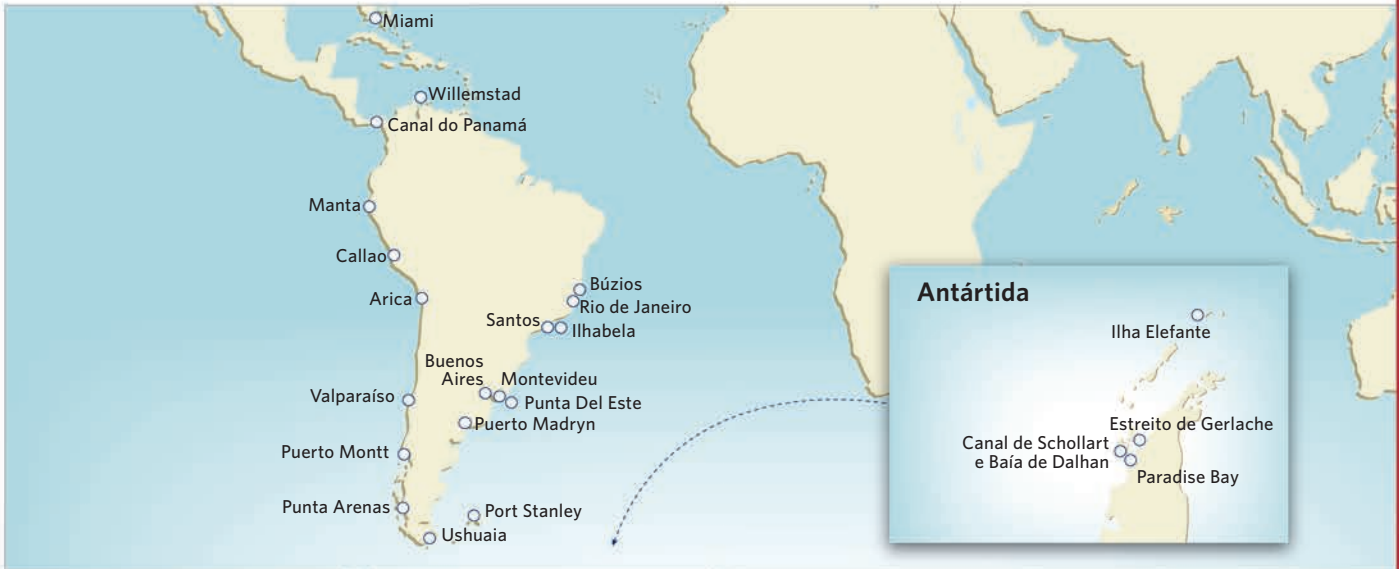 Miami
Willemstad
Canal do Panamá
Manta
Callao
Arica
Búzios
Rio de Janeiro
Santos
Ilhabela
Buenos
Aires
Montevideu
Punta Del Este
Valparaíso
Puerto Madryn
Puerto Montt
Punta Arenas
Port Stanley
Ushuaia
Antártida
Ilha Elefante
Estreito de Gerlache
Canal de Schollart
e Baía de Dalhan
Paradise Bay